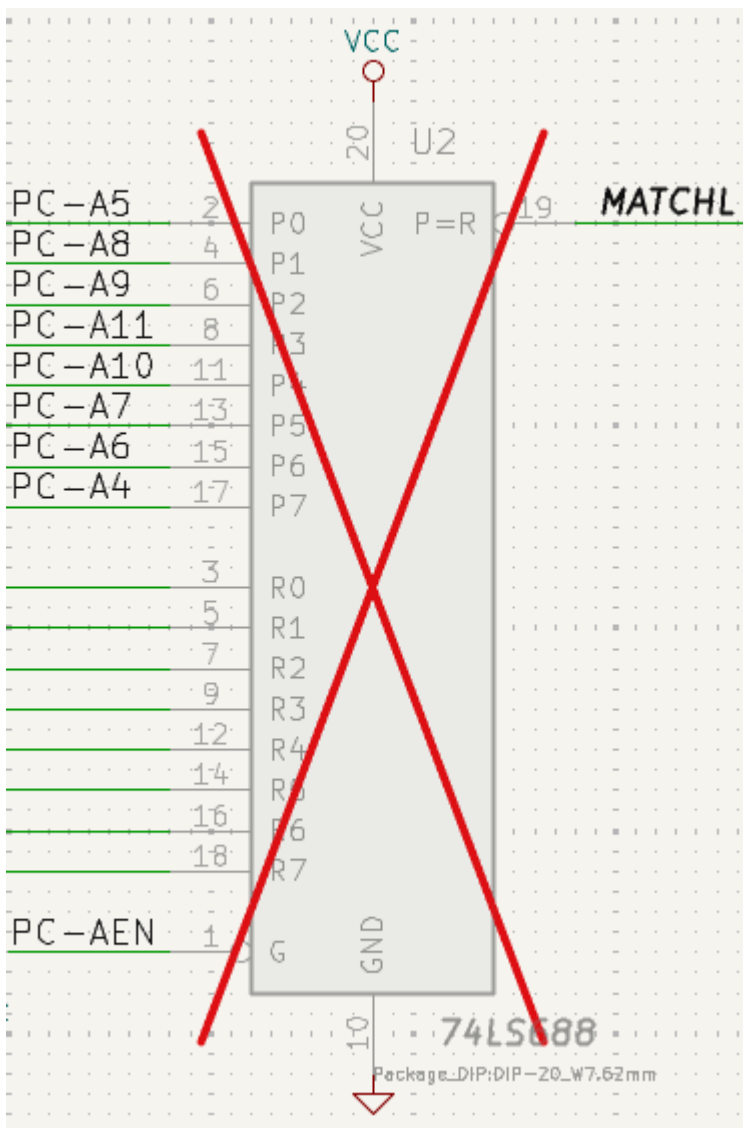 VCC
20 U2
PC-A5 2 P0 VCC P=R 19 MATCHL
PC-A8 4 P1
PC-A9 6 P2
PC-A11 8 P3
PC-A10 11 P4
PC-A7 13 P5
PC-A6 15 P6
PC-A4 17 P7
3 R0
5 R1
7 R2
9 R3
12 R4
14 R5
16 R6
18 R7
PC-AEN 1 G GND
10 74LS688
Package_DIP:DIP-20_W7.62mm